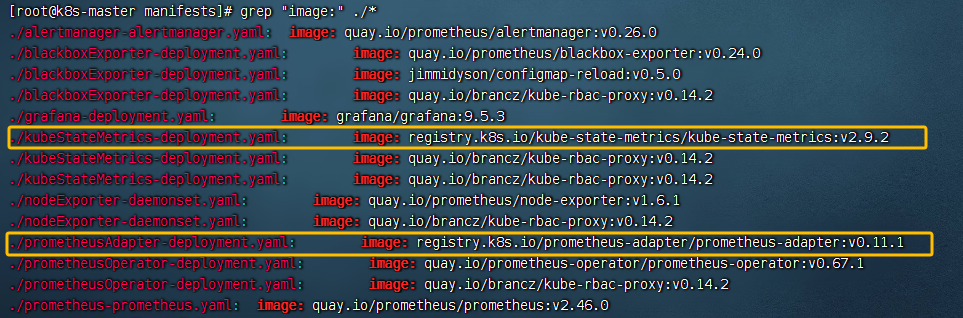 [root@k8s-master manifests]# grep "image:" ./*
./alertmanager-alertmanager.yaml:  image: quay.io/prometheus/alertmanager:v0.26.0
./blackboxExporter-deployment.yaml:        image: quay.io/prometheus/blackbox-exporter:v0.24.0
./blackboxExporter-deployment.yaml:        image: jimmidyson/configmap-reload:v0.5.0
./blackboxExporter-deployment.yaml:        image: quay.io/brancz/kube-rbac-proxy:v0.14.2
./grafana-deployment.yaml:        image: grafana/grafana:9.5.3
./kubeStateMetrics-deployment.yaml:        image: registry.k8s.io/kube-state-metrics/kube-state-metrics:v2.9.2
./kubeStateMetrics-deployment.yaml:        image: quay.io/brancz/kube-rbac-proxy:v0.14.2
./kubeStateMetrics-deployment.yaml:        image: quay.io/brancz/kube-rbac-proxy:v0.14.2
./nodeExporter-daemonset.yaml:        image: quay.io/prometheus/node-exporter:v1.6.1
./nodeExporter-daemonset.yaml:        image: quay.io/brancz/kube-rbac-proxy:v0.14.2
./prometheusAdapter-deployment.yaml:        image: registry.k8s.io/prometheus-adapter/prometheus-adapter:v0.11.1
./prometheusOperator-deployment.yaml:        image: quay.io/prometheus-operator/prometheus-operator:v0.67.1
./prometheusOperator-deployment.yaml:        image: quay.io/brancz/kube-rbac-proxy:v0.14.2
./prometheus-prometheus.yaml:  image: quay.io/prometheus/prometheus:v2.46.0